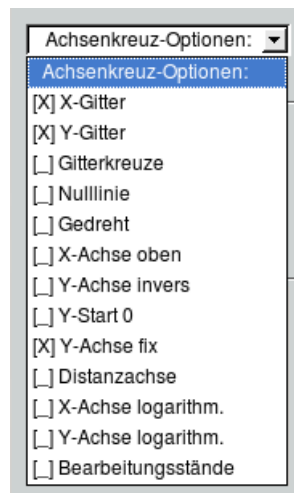 Achsenkreuz-Optionen:
Achsenkreuz-Optionen:
[X] X-Gitter
[X] Y-Gitter
[_] Gitterkreuze
[_] Nulllinie
[_] Gedreht
[_] X-Achse oben
[_] Y-Achse invers
[_] Y-Start 0
[X] Y-Achse fix
[_] Distanzachse
[_] X-Achse logarithm.
[_] Y-Achse logarithm.
[_] Bearbeitungsstände